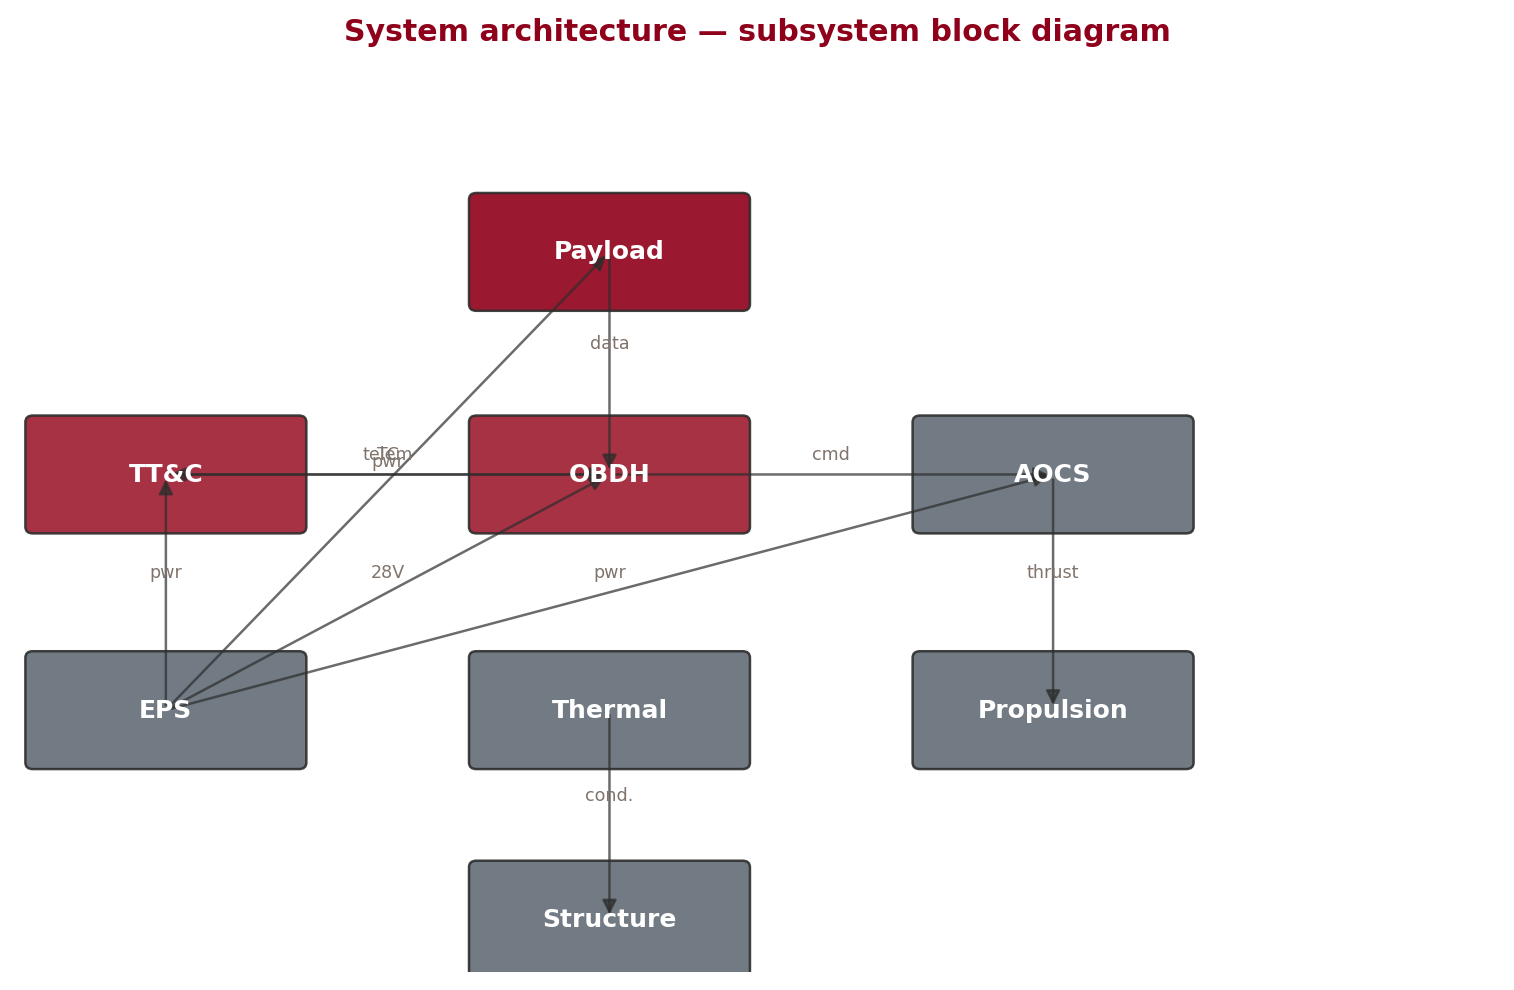 System architecture — subsystem block diagram
Payload
data
telem
TC
pwr
cmd
TT&C
OBDH
AOCS
pwr
28V
pwr
thrust
EPS
Thermal
Propulsion
cond.
Structure